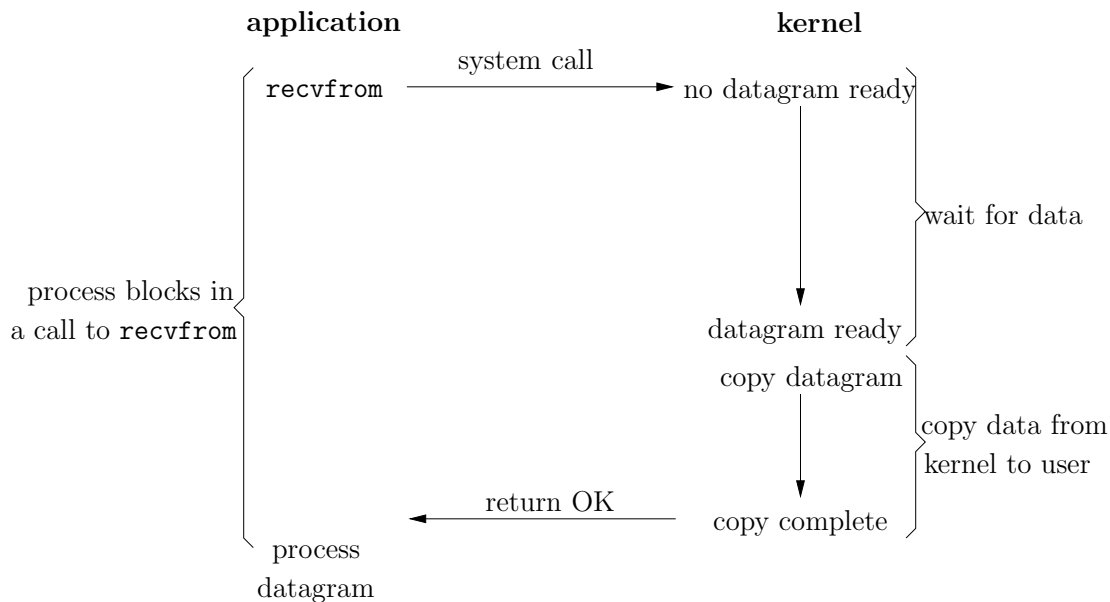 application kernel
system call
recvfrom no datagram ready
wait for data
process blocks in
a call to recvfrom
datagram ready
copy datagram
copy data from
kernel to user
return OK
copy complete
process
datagram